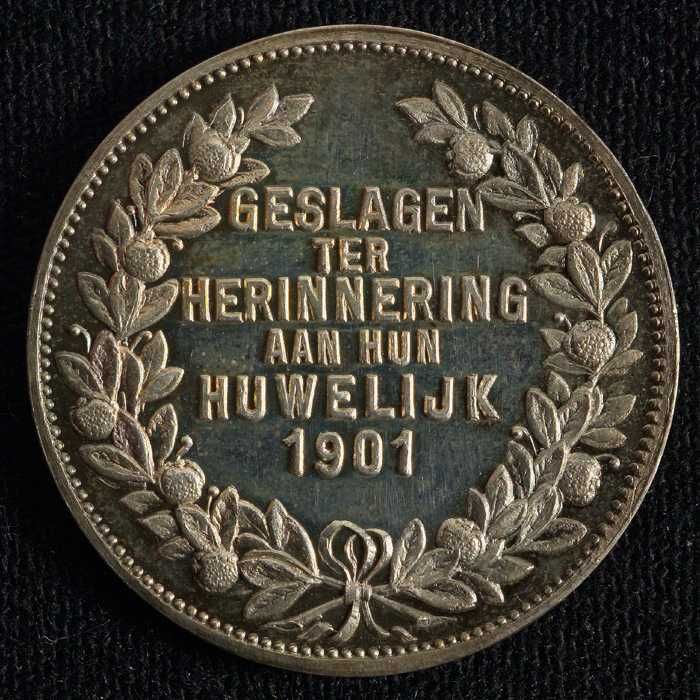 GESLAGEN
TER
HERINNERING
AAN HUN
HUWELIJK
1901